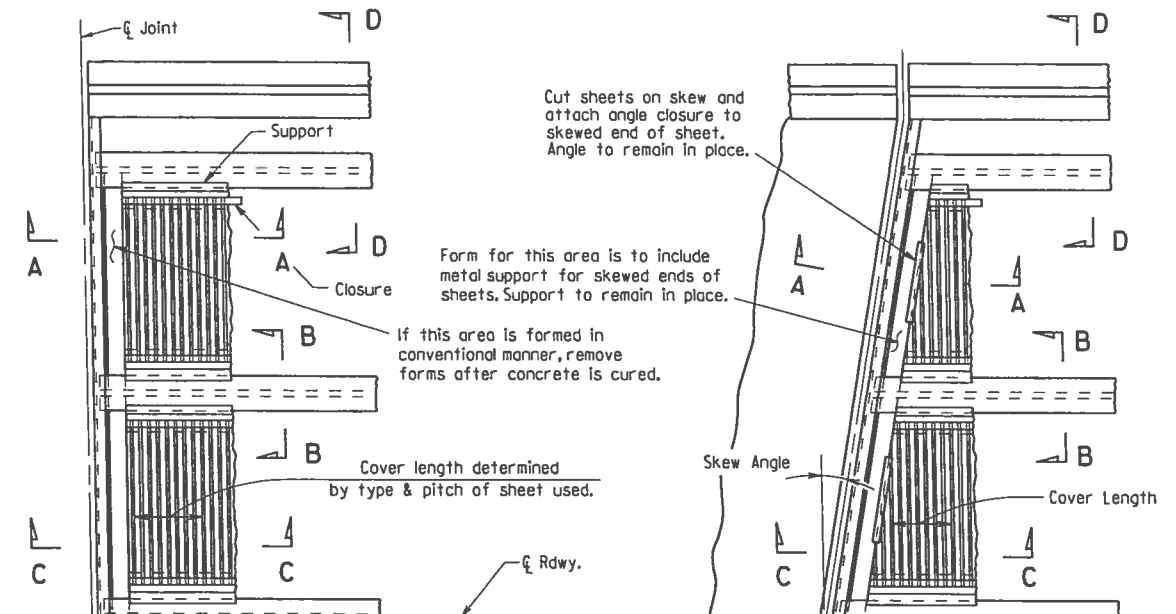 ℄ Joint
D
D
Cut sheets on skew and
attach angle closure to
skewed end of sheet.
Angle to remain in place.
Support
A
A
D
Closure
Form for this area is to include
metal support for skewed ends of
sheets. Support to remain in place.
A
A
D
If this area is formed in
conventional manner, remove
forms after concrete is cured.
B
B
B
B
Cover length determined
by type & pitch of sheet used.
Skew Angle
Cover Length
C
C
℄ Rdwy.
C
C